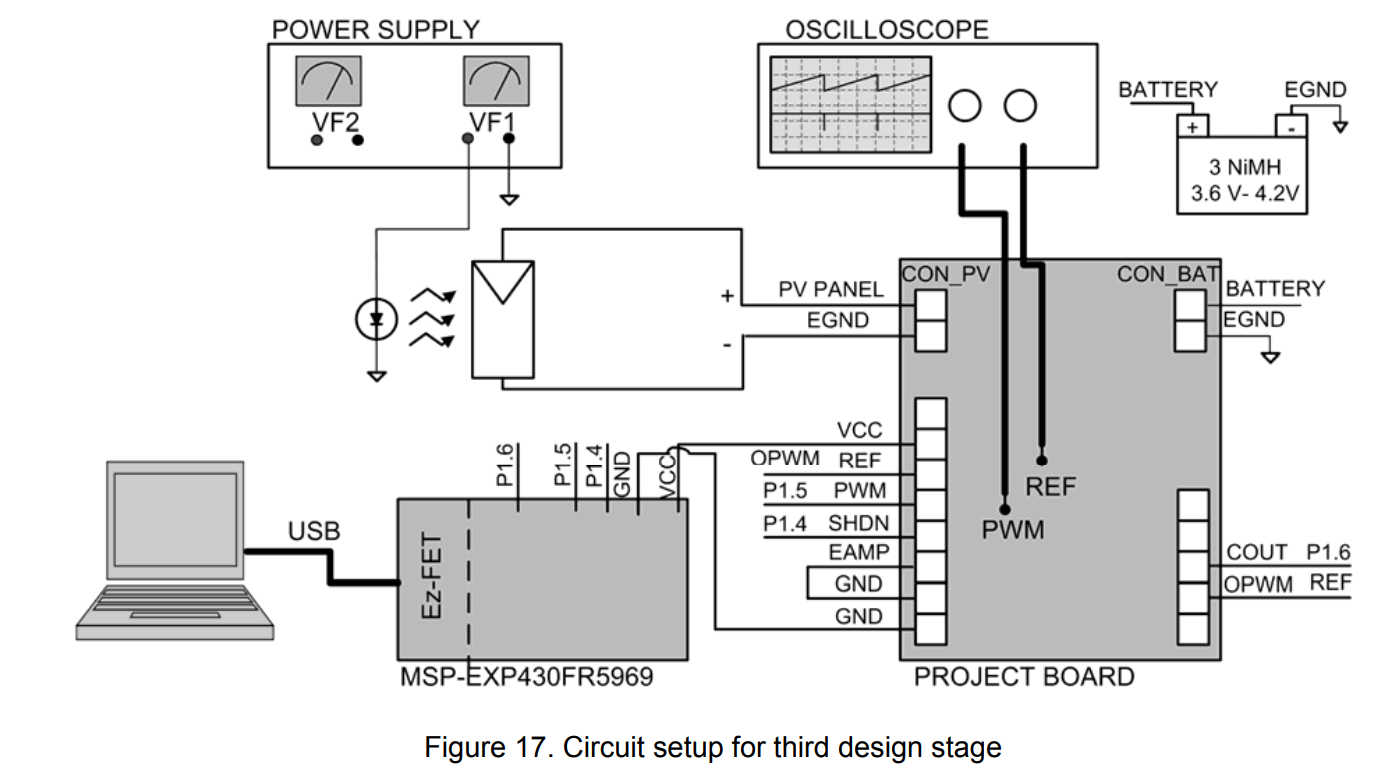 POWER SUPPLY
VF2
VF1
OSCILLOSCOPE
BATTERY
EGND
+
-
3 NiMH
3.6 V- 4.2V
CON_PV
CON_BAT
+
PV PANEL
EGND
-
BATTERY
EGND
VCC
OPWM REF
P1.5 PWM
P1.4 SHDN
EAMP
GND
GND
REF
PWM
COUT P1.6
OPWM REF
PROJECT BOARD
P1.6
P1.5
P1.4
GND
VCC
USB
Ez-FET
MSP-EXP430FR5969
Figure 17. Circuit setup for third design stage